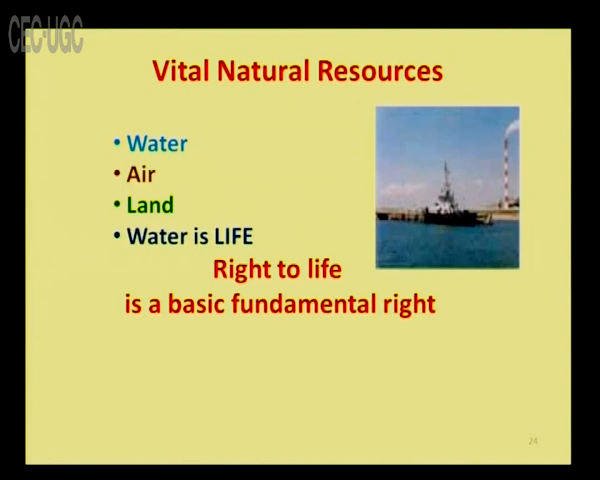 CEC-UGC
Vital Natural Resources
• Water
• Air
• Land
• Water is LIFE
Right to life
is a basic fundamental right
24